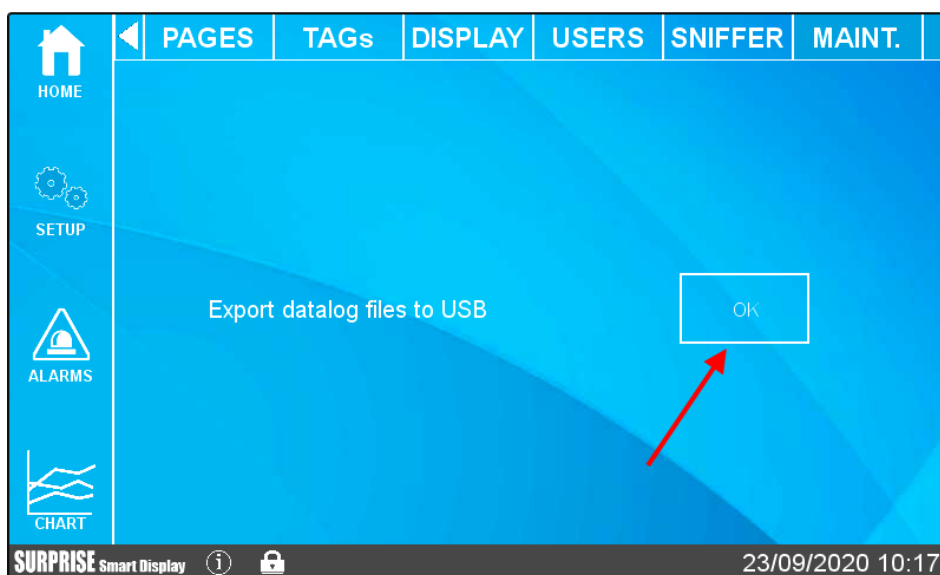 PAGES TAGs DISPLAY USERS SNIFFER MAINT.
HOME
SETUP
Export datalog files to USB OK
ALARMS
CHART
SURPRISE Smart Display i 23/09/2020 10:17